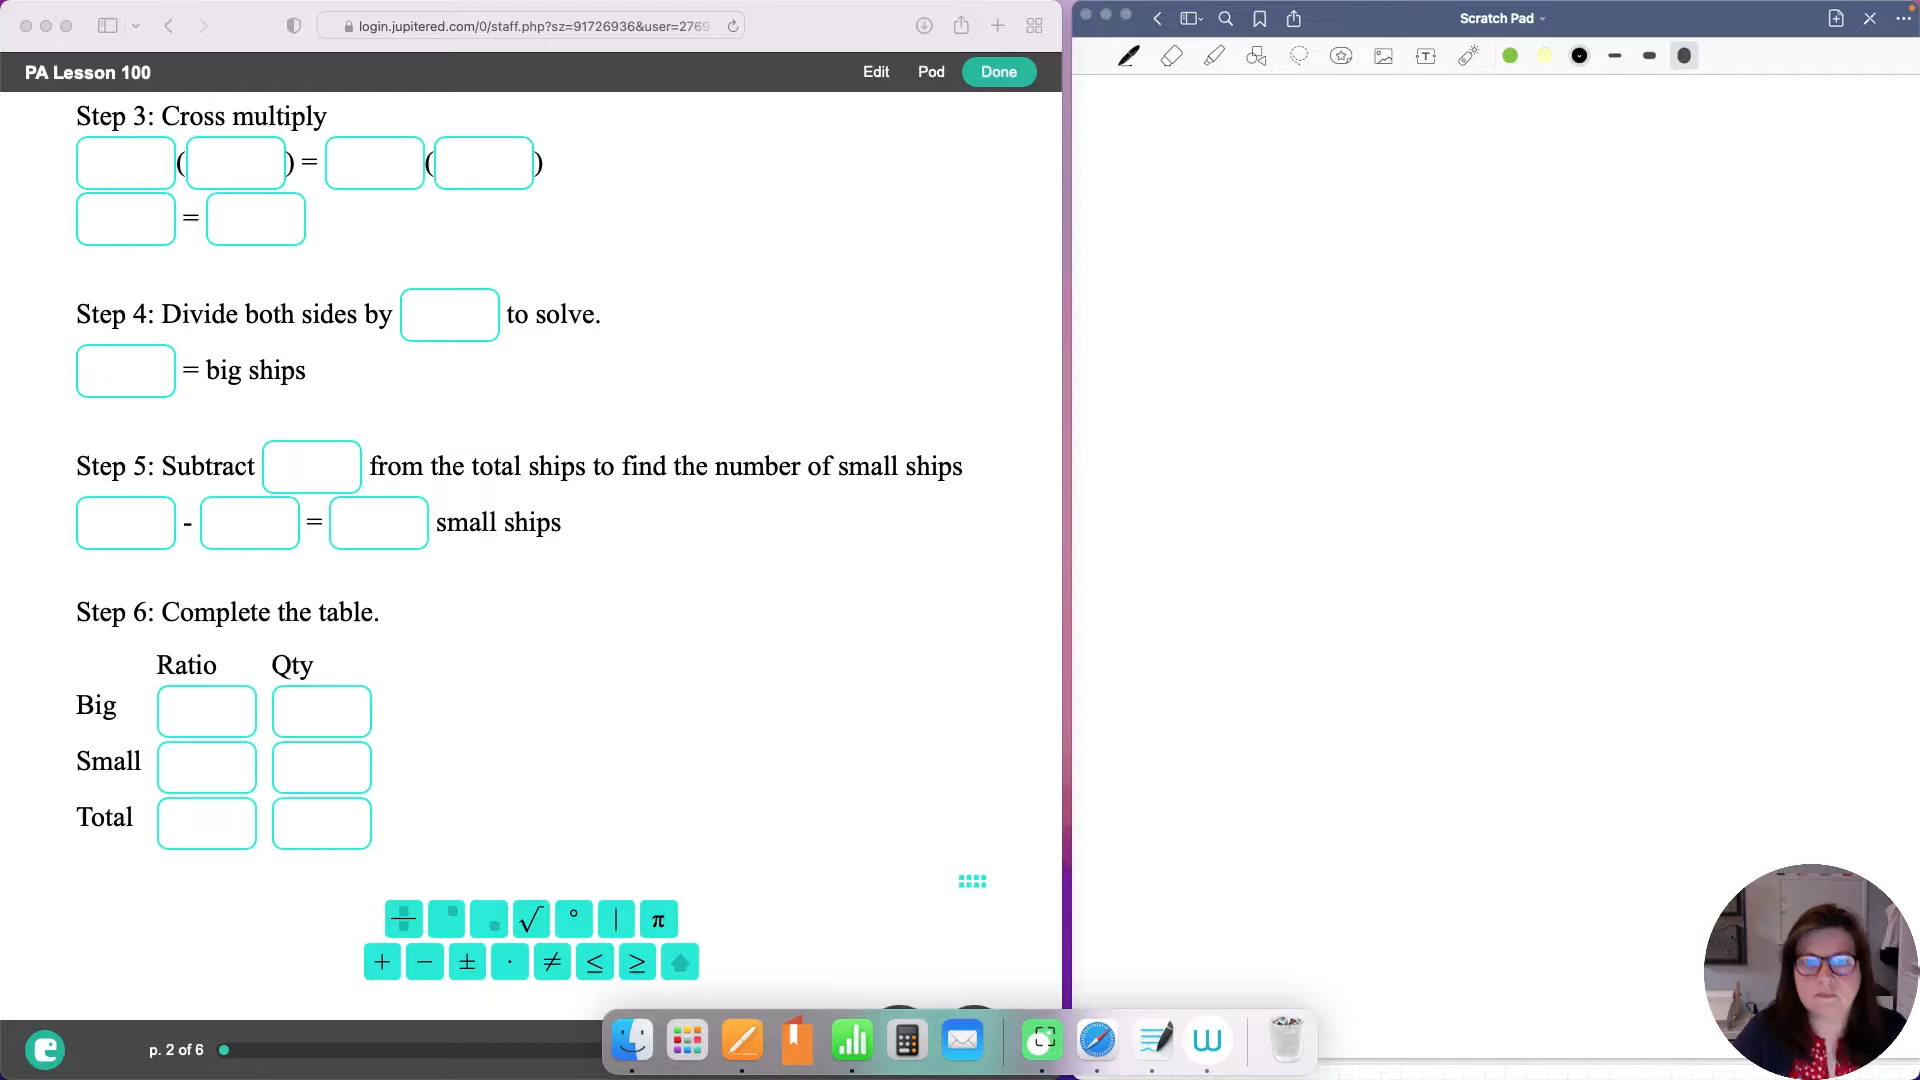 login.jupitered.com/0/staff.php?sz=91726936&user=2769
Scratch Pad
PA Lesson 100
Edit
Pod
Done
Step 3: Cross multiply
( ) = ( )
=
Step 4: Divide both sides by to solve.
= big ships
Step 5: Subtract from the total ships to find the number of small ships
- = small ships
Step 6: Complete the table.
Ratio Qty
Big
Small
Total
√ ° | π
+ − ± · ≠ ≤ ≥
p. 2 of 6